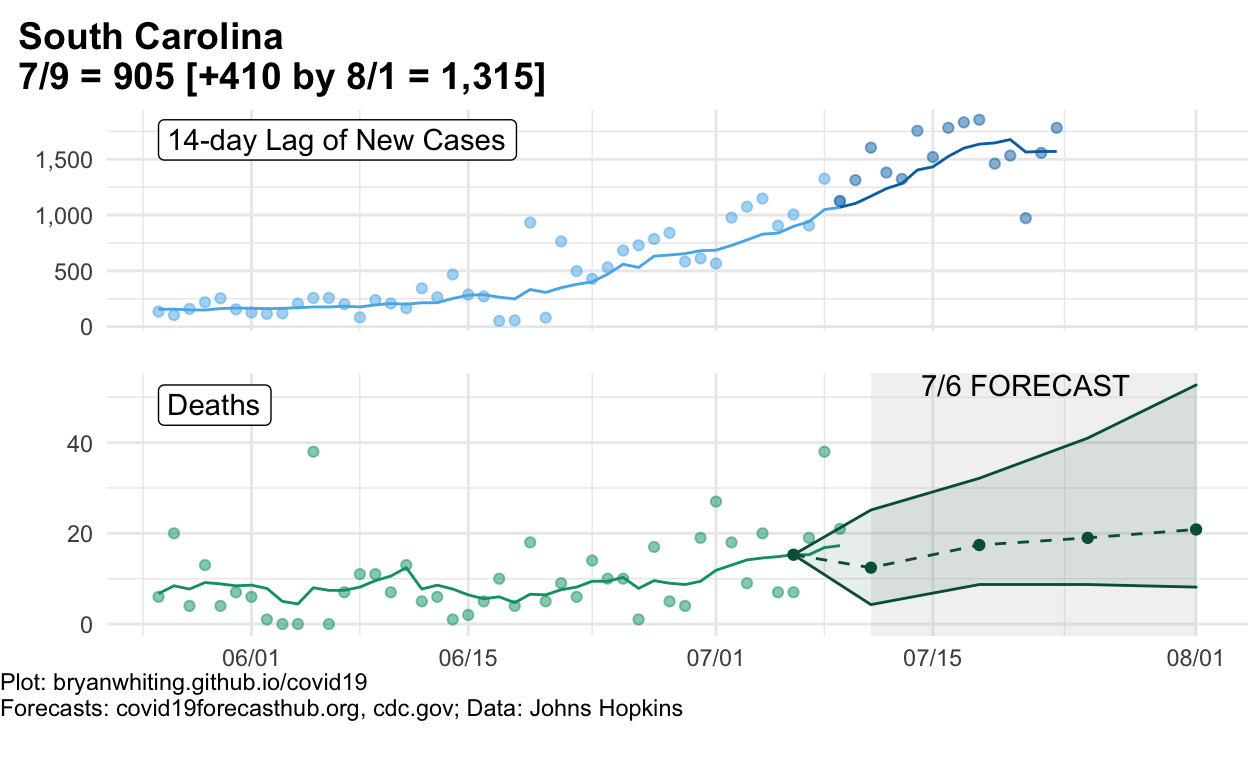 South Carolina
7/9 = 905 [+410 by 8/1 = 1,315]
14-day Lag of New Cases
1,500
1,000
500
0
7/6 FORECAST
Deaths
40
20
0
06/01 06/15 07/01 07/15 08/01
Plot: bryanwhiting.github.io/covid19
Forecasts: covid19forecasthub.org, cdc.gov; Data: Johns Hopkins